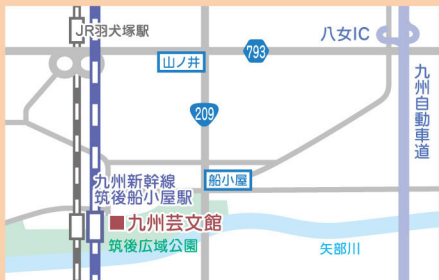 JR羽犬塚駅
八女IC
山ノ井
793
九州自動車道
209
九州新幹線
筑後船小屋駅
船小屋
九州芸文館
筑後広域公園
矢部川